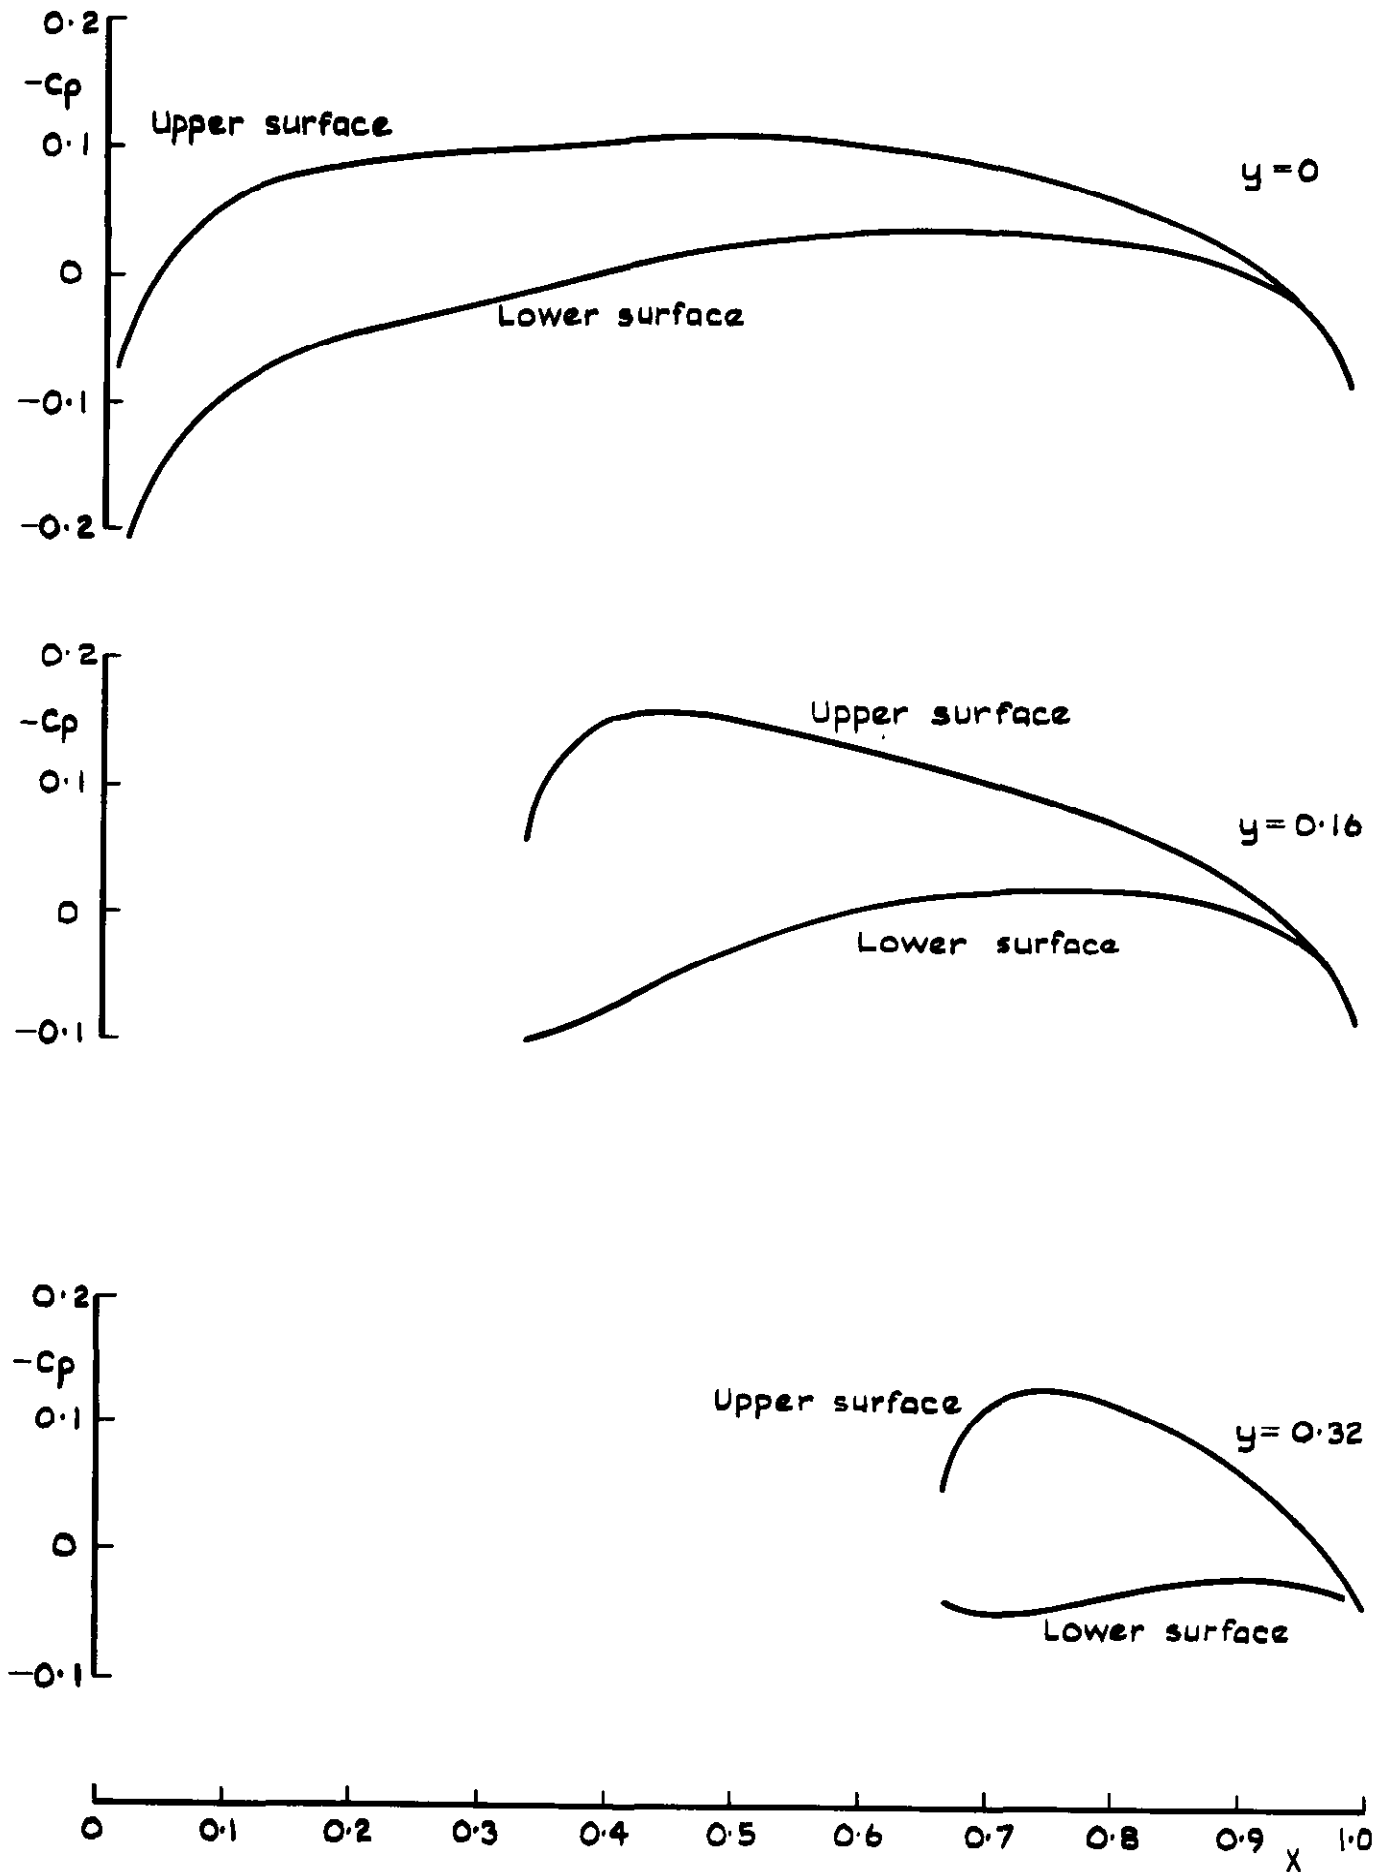 0.2
-Cp
Upper surface
0.1
y=0
0
Lower surface
-0.1
-0.2
0.2
-Cp
Upper surface
0.1
y=0.16
0
Lower surface
-0.1
0.2
-Cp
Upper surface
0.1
y=0.32
0
Lower surface
-0.1
0 0.1 0.2 0.3 0.4 0.5 0.6 0.7 0.8 0.9 1.0
X